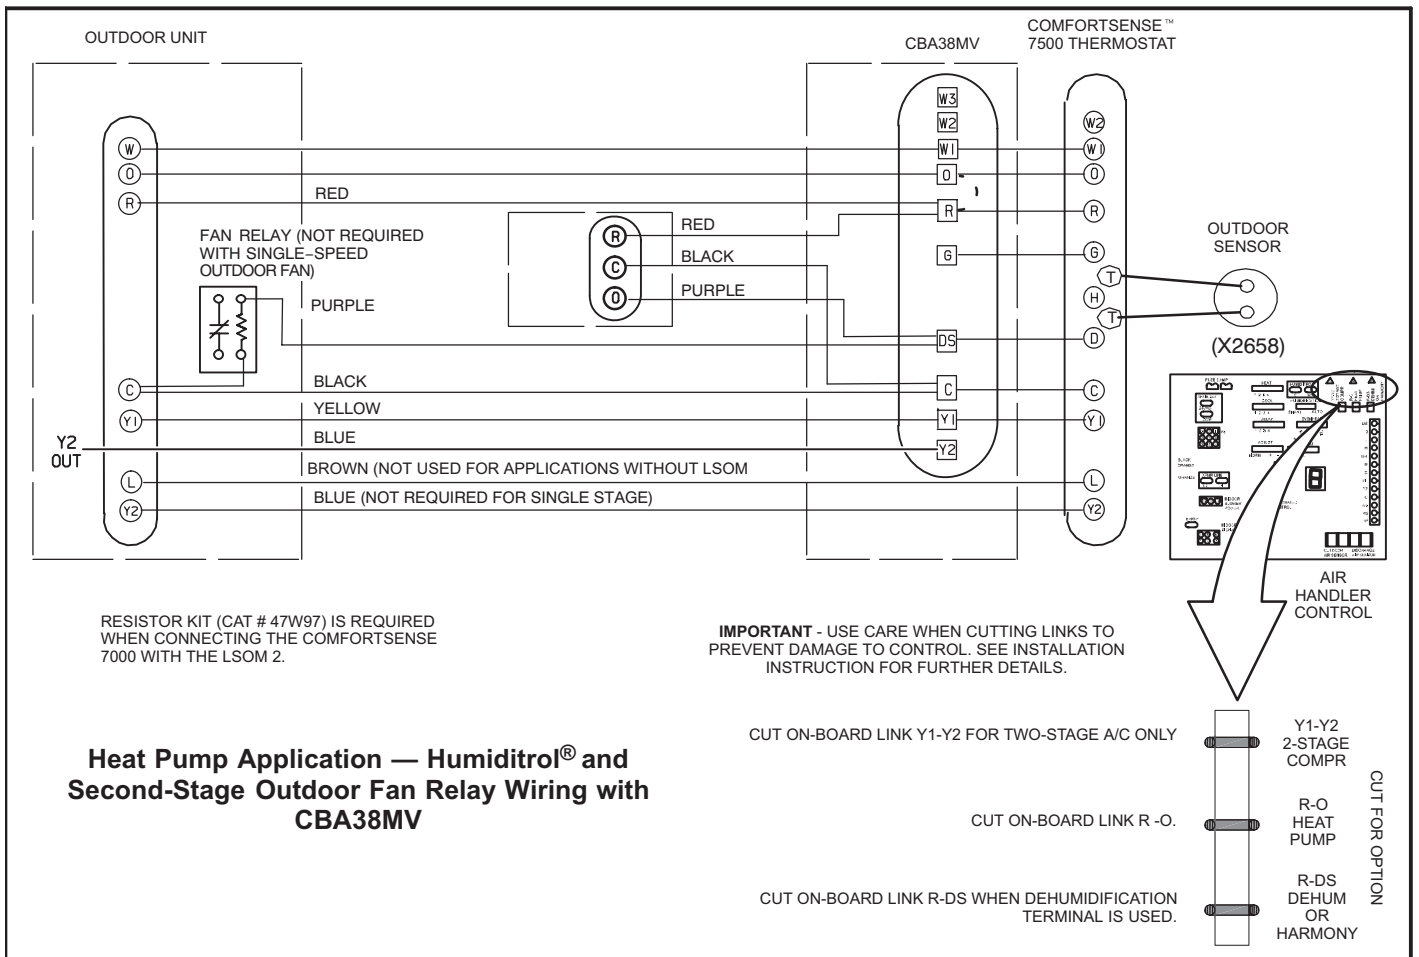 OUTDOOR UNIT
CBA38MV
COMFORTSENSE™
7500 THERMOSTAT
W3
W2
W2
W
W1
W1
O
O
O
R
RED
R
R
FAN RELAY (NOT REQUIRED
WITH SINGLE-SPEED
OUTDOOR FAN)
R
RED
C
BLACK
O
PURPLE
G
G
OUTDOOR
SENSOR
T
H
T
PURPLE
DS
D
(X2658)
C
BLACK
C
C
Y1
YELLOW
Y1
Y1
Y2
OUT
BLUE
Y2
BROWN (NOT USED FOR APPLICATIONS WITHOUT LSOM
L
L
BLUE (NOT REQUIRED FOR SINGLE STAGE)
Y2
Y2
AIR
HANDLER
CONTROL
RESISTOR KIT (CAT # 47W97) IS REQUIRED
WHEN CONNECTING THE COMFORTSENSE
7000 WITH THE LSOM 2.
IMPORTANT - USE CARE WHEN CUTTING LINKS TO
PREVENT DAMAGE TO CONTROL. SEE INSTALLATION
INSTRUCTION FOR FURTHER DETAILS.
Heat Pump Application — Humiditrol® and
Second-Stage Outdoor Fan Relay Wiring with
CBA38MV
CUT ON-BOARD LINK Y1-Y2 FOR TWO-STAGE A/C ONLY
Y1-Y2
2-STAGE
COMPR
CUT ON-BOARD LINK R -O.
R-O
HEAT
PUMP
CUT ON-BOARD LINK R-DS WHEN DEHUMIDIFICATION
TERMINAL IS USED.
R-DS
DEHUM
OR
HARMONY
CUT FOR OPTION